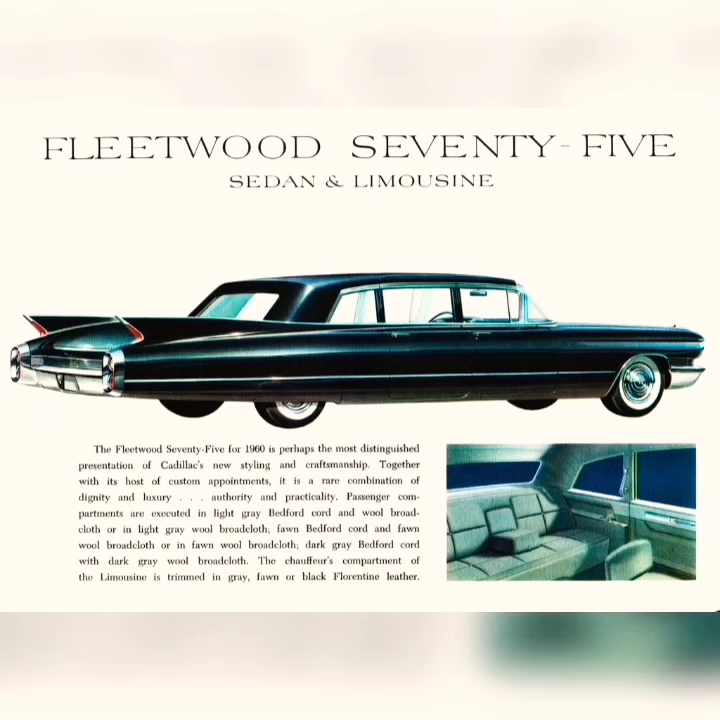 FLEETWOOD SEVENTY-FIVE
SEDAN & LIMOUSINE
The Fleetwood Seventy-Five for 1960 is perhaps the most distinguished
presentation of Cadillac's new styling and craftsmanship. Together
with its host of custom appointments, it is a rare combination of
dignity and luxury . . . authority and practicality. Passenger com-
partments are executed in light gray Bedford cord and wool broad-
cloth or in light gray wool broadcloth; fawn Bedford cord and fawn
wool broadcloth or in fawn wool broadcloth; dark gray Bedford cord
with dark gray wool broadcloth. The chauffeur's compartment of
the Limousine is trimmed in gray, fawn or black Florentine leather.